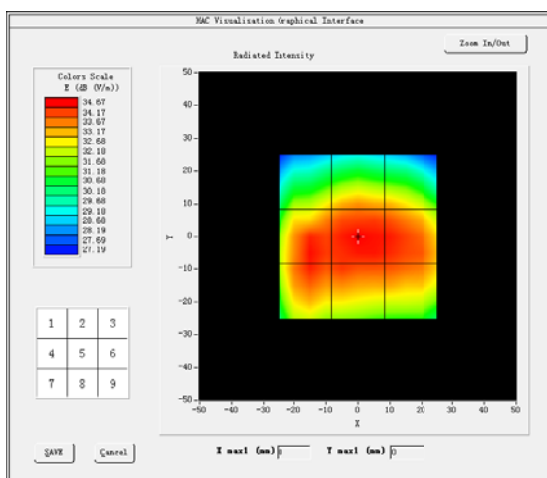 HAC Visualisation Graphical Interface
Zoom In/Out
Radiated Intensity
Colors Scale
E (dB (V/m))
34.67
34.17
33.67
33.17
32.68
32.18
31.68
31.18
30.68
30.18
29.68
29.18
28.68
28.19
27.69
27.19
1 2 3
4 5 6
7 8 9
50
40
30
20
10
0
-10
-20
-30
-40
-50
Y
-50 -40 -30 -20 -10 0 10 20 30 40 50
X
SAVE
Cancel
X max1 (mm)
Y max1 (mm) 0